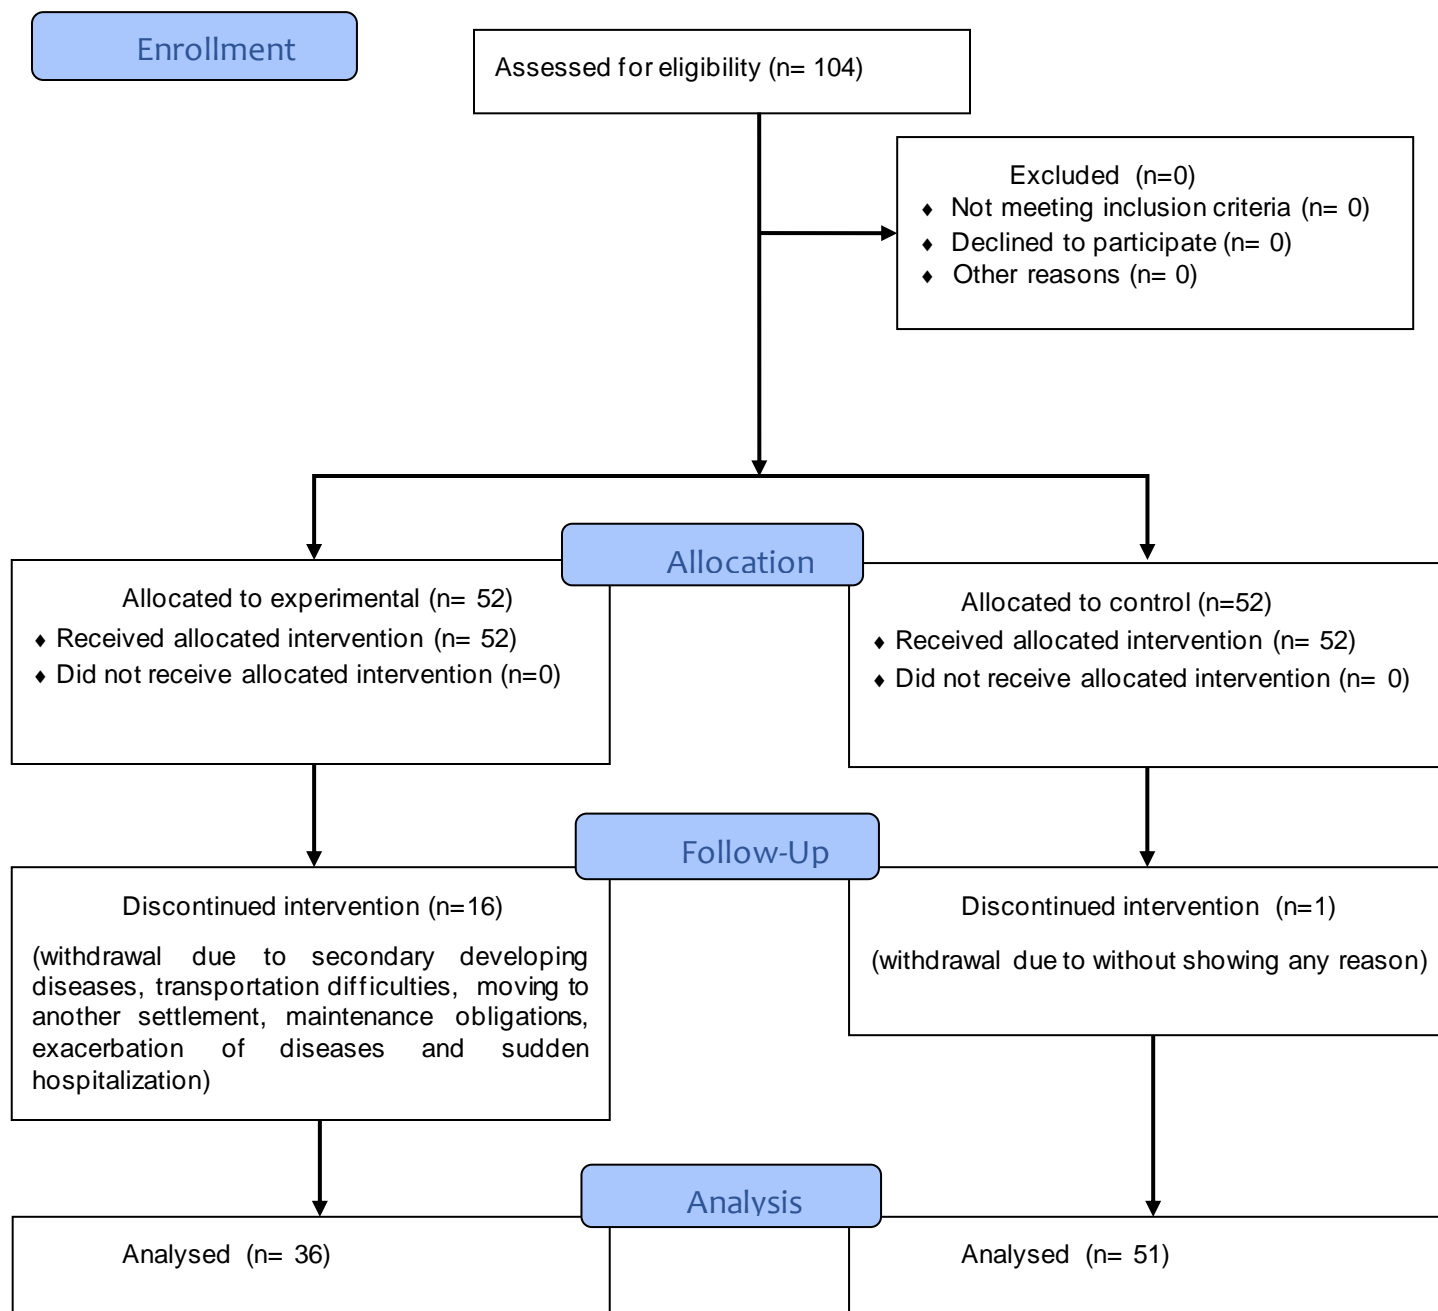 Enrollment
Assessed for eligibility (n= 104)
Excluded (n=0)
♦ Not meeting inclusion criteria (n= 0)
♦ Declined to participate (n= 0)
♦ Other reasons (n= 0)
Allocation
Allocated to experimental (n= 52)
♦ Received allocated intervention (n= 52)
♦ Did not receive allocated intervention (n=0)
Allocated to control (n=52)
♦ Received allocated intervention (n= 52)
♦ Did not receive allocated intervention (n= 0)
Follow-Up
Discontinued intervention (n=16)
(withdrawal due to secondary developing
diseases, transportation difficulties, moving to
another settlement, maintenance obligations,
exacerbation of diseases and sudden
hospitalization)
Discontinued intervention (n=1)
(withdrawal due to without showing any reason)
Analysis
Analysed (n= 36)
Analysed (n= 51)